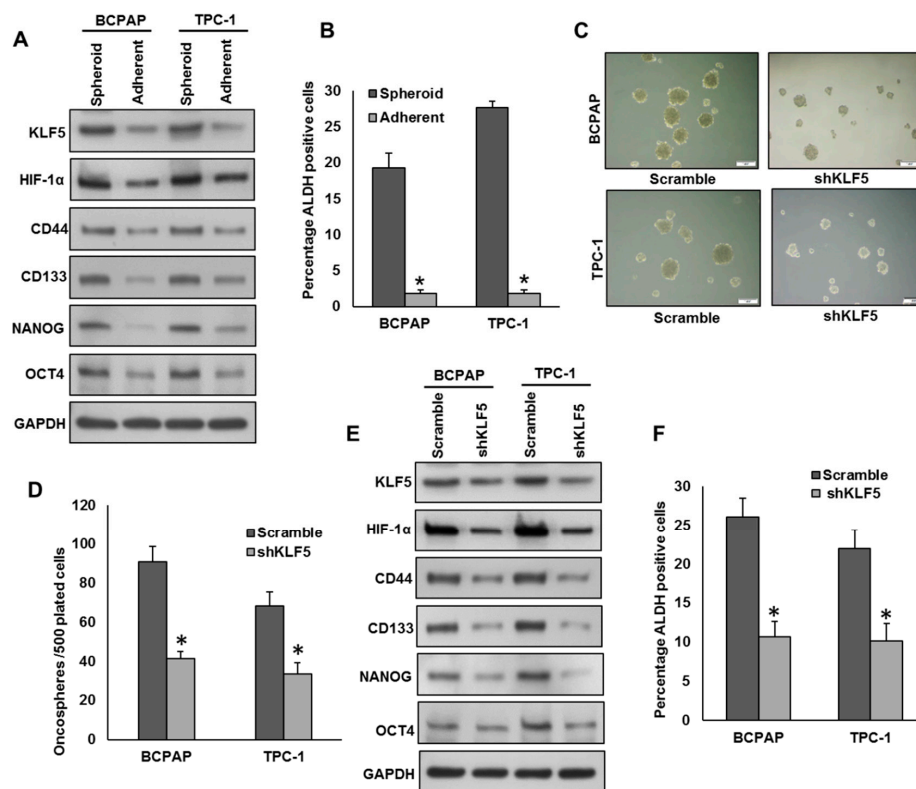 A
BCPAP TPC-1
Spheroid Adherent Spheroid Adherent
KLF5
HIF-1α
CD44
CD133
NANOG
OCT4
GAPDH
B
Percentage ALDH positive cells
30
25
20
15
10
5
0
Spheroid
Adherent
* *
BCPAP TPC-1
C
BCPAP
Scramble shKLF5
TPC-1
Scramble shKLF5
D
Oncospheres /500 plated cells
120
100
80
60
40
20
0
Scramble
shKLF5
* *
BCPAP TPC-1
E
BCPAP TPC-1
Scramble shKLF5 Scramble shKLF5
KLF5
HIF-1α
CD44
CD133
NANOG
OCT4
GAPDH
F
Percentage ALDH positive cells
30
25
20
15
10
5
0
Scramble
shKLF5
* *
BCPAP TPC-1